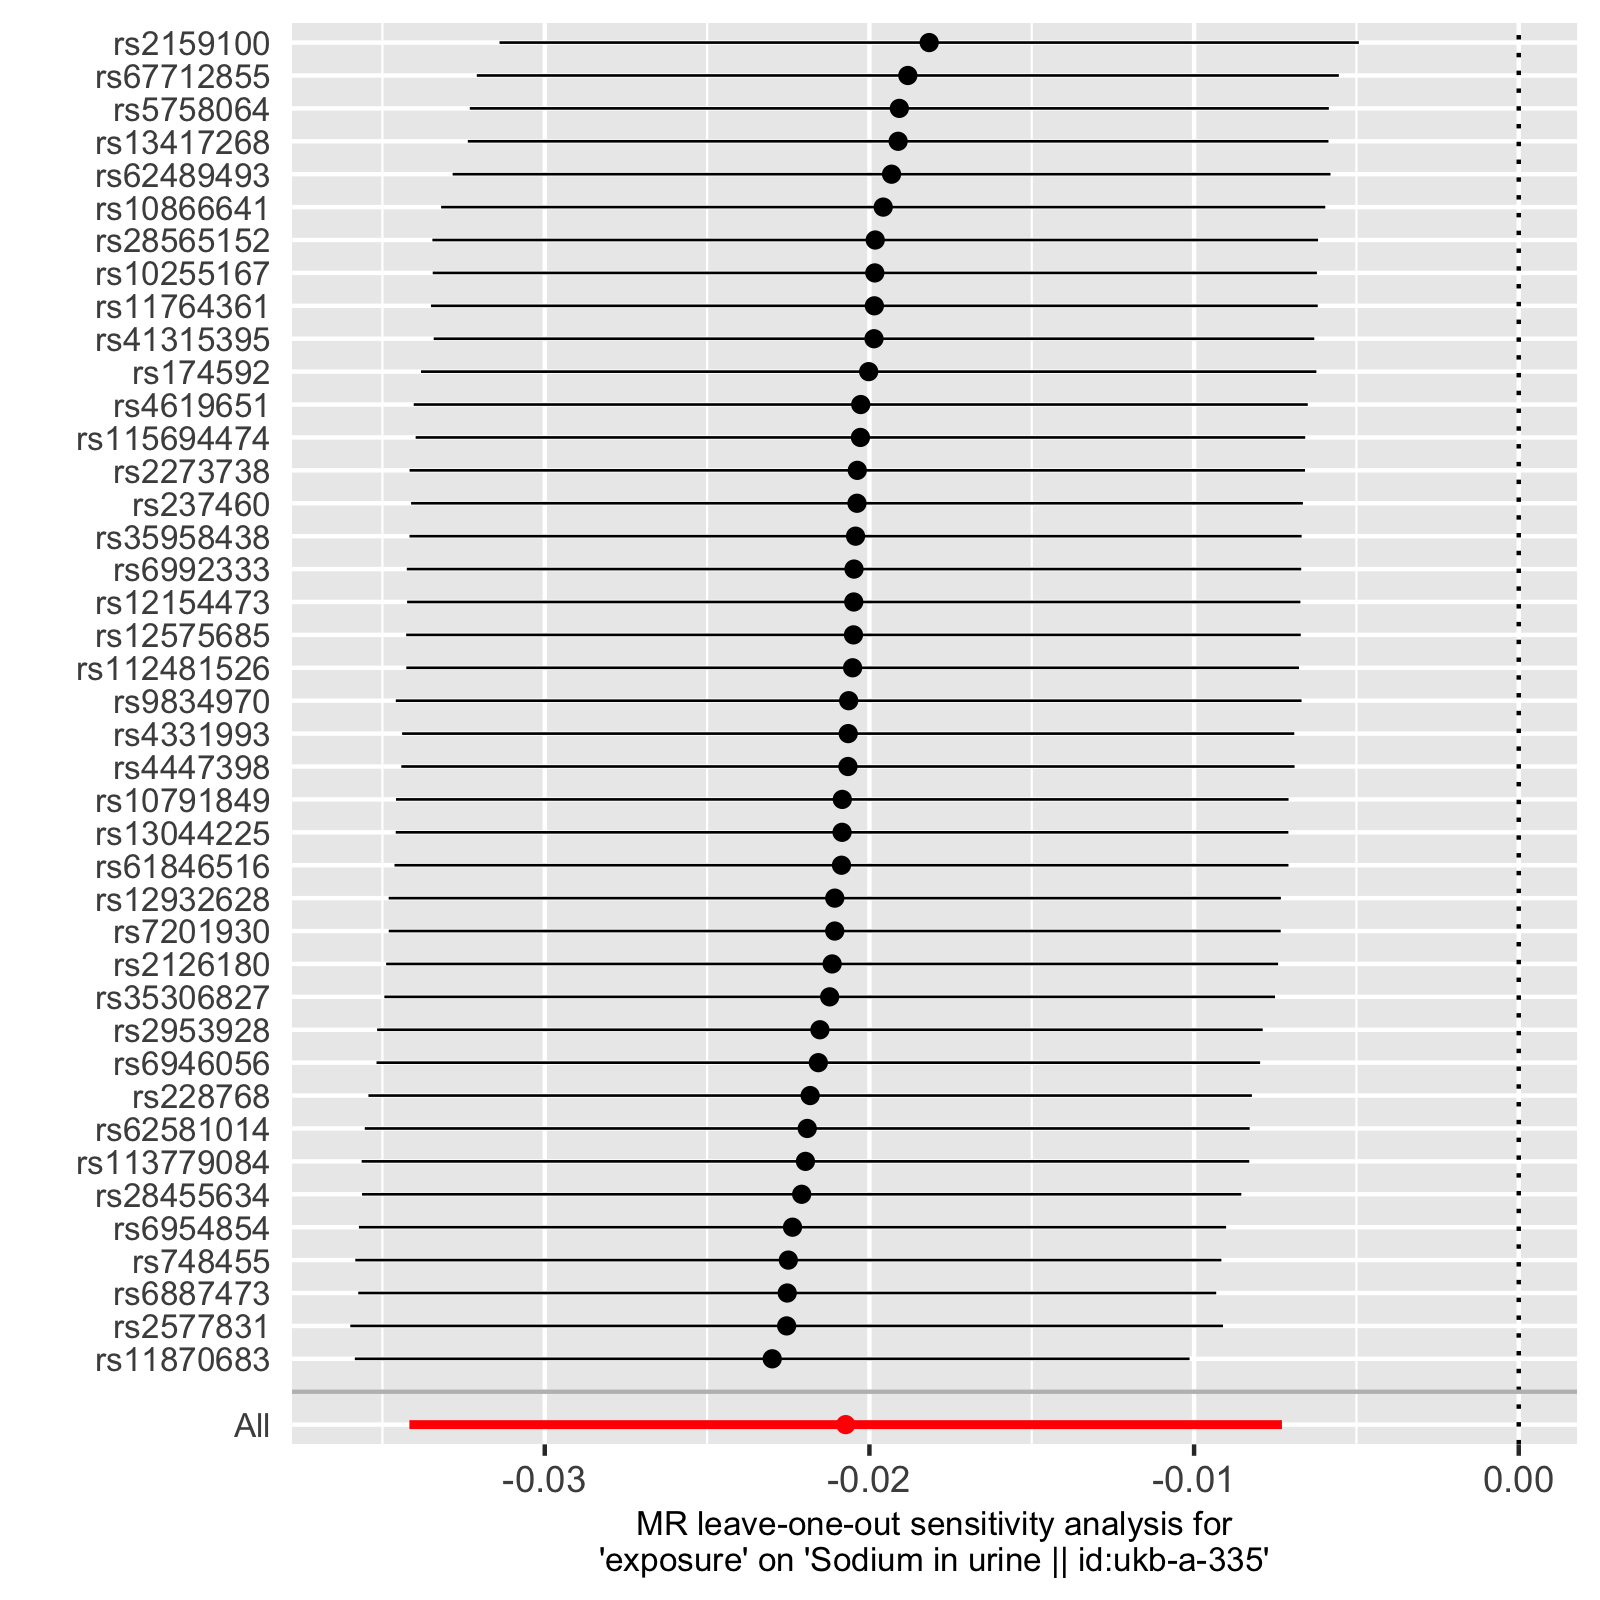 rs2159100
rs67712855
rs5758064
rs13417268
rs62489493
rs10866641
rs28565152
rs10255167
rs11764361
rs41315395
rs174592
rs4619651
rs115694474
rs2273738
rs237460
rs35958438
rs6992333
rs12154473
rs12575685
rs112481526
rs9834970
rs4331993
rs4447398
rs10791849
rs13044225
rs61846516
rs12932628
rs7201930
rs2126180
rs35306827
rs2953928
rs6946056
rs228768
rs62581014
rs113779084
rs28455634
rs6954854
rs748455
rs6887473
rs2577831
rs11870683
All
-0.03 -0.02 -0.01 0.00
MR leave-one-out sensitivity analysis for
'exposure' on 'Sodium in urine || id:ukb-a-335'